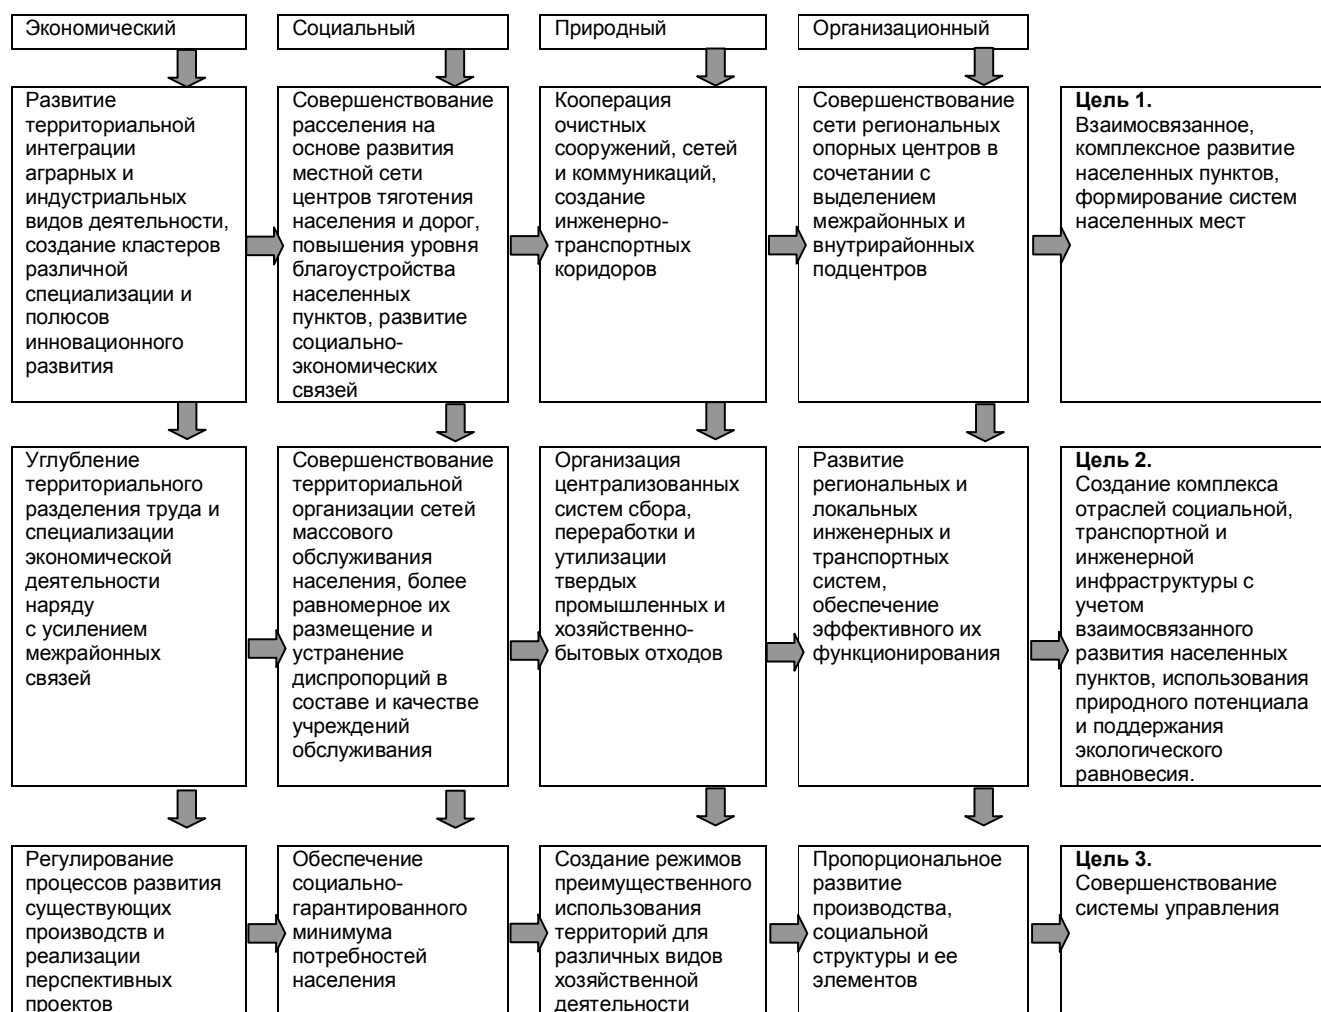 Экономический
Социальный
Природный
Организационный
Развитие
территориальной
интеграции
аграрных и
индустриальных
видов деятельности,
создание кластеров
различной
специализации и
полюсов
инновационного
развития
Совершенствование
расселения на
основе развития
местной сети
центров тяготения
населения и дорог,
повышения уровня
благоустройства
населенных
пунктов, развитие
социально-
экономических
связей
Кооперация
очистных
сооружений, сетей
и коммуникаций,
создание
инженерно-
транспортных
коридоров
Совершенствование
сети региональных
опорных центров в
сочетании с
выделением
межрайонных и
внутрирайонных
подцентров
Цель 1.
Взаимосвязанное,
комплексное развитие
населенных пунктов,
формирование систем
населенных мест
Углубление
территориального
разделения труда и
специализации
экономической
деятельности
наряду
с усилением
межрайонных
связей
Совершенствование
территориальной
организации сетей
массового
обслуживания
населения, более
равномерное их
размещение и
устранение
диспропорций в
составе и качестве
учреждений
обслуживания
Организация
централизованных
систем сбора,
переработки и
утилизации
твердых
промышленных и
хозяйственно-
бытовых отходов
Развитие
региональных и
локальных
инженерных и
транспортных
систем,
обеспечение
эффективного их
функционирования
Цель 2.
Создание комплекса
отраслей социальной,
транспортной и
инженерной
инфраструктуры с
учетом
взаимосвязанного
развития населенных
пунктов, использования
природного потенциала
и поддержания
экологического
равновесия.
Регулирование
процессов развития
существующих
производств и
реализации
перспективных
проектов
Обеспечение
социально-
гарантированного
минимума
потребностей
населения
Создание режимов
преимущественного
использования
территорий для
различных видов
хозяйственной
деятельности
Пропорциональное
развитие
производства,
социальной
структуры и ее
элементов
Цель 3.
Совершенствование
системы управления